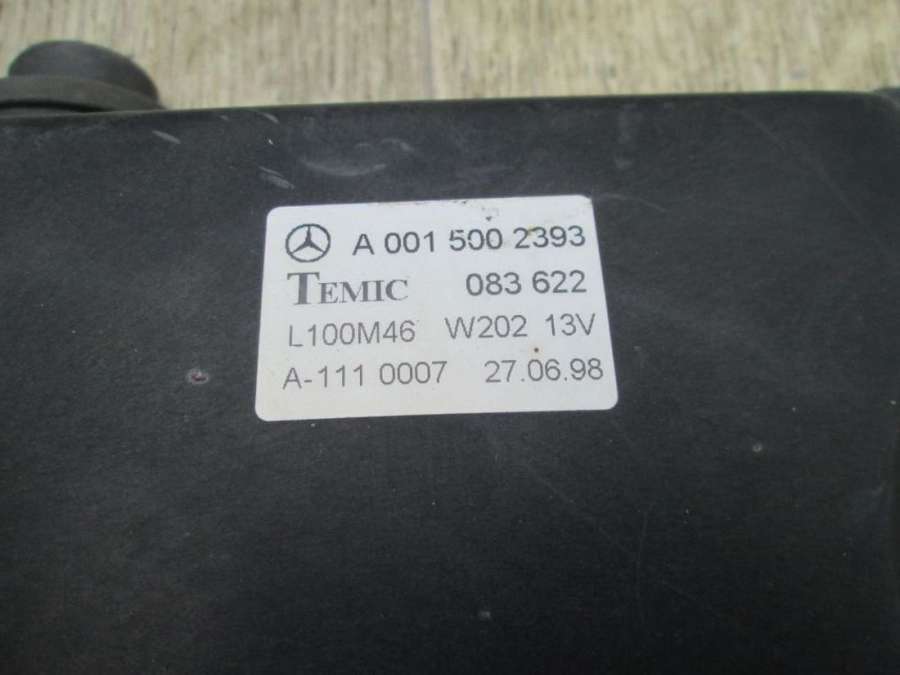 A 001 500 2393
TEMIC 083 622
L100M46 W202 13V
A-111 0007 27.06.98